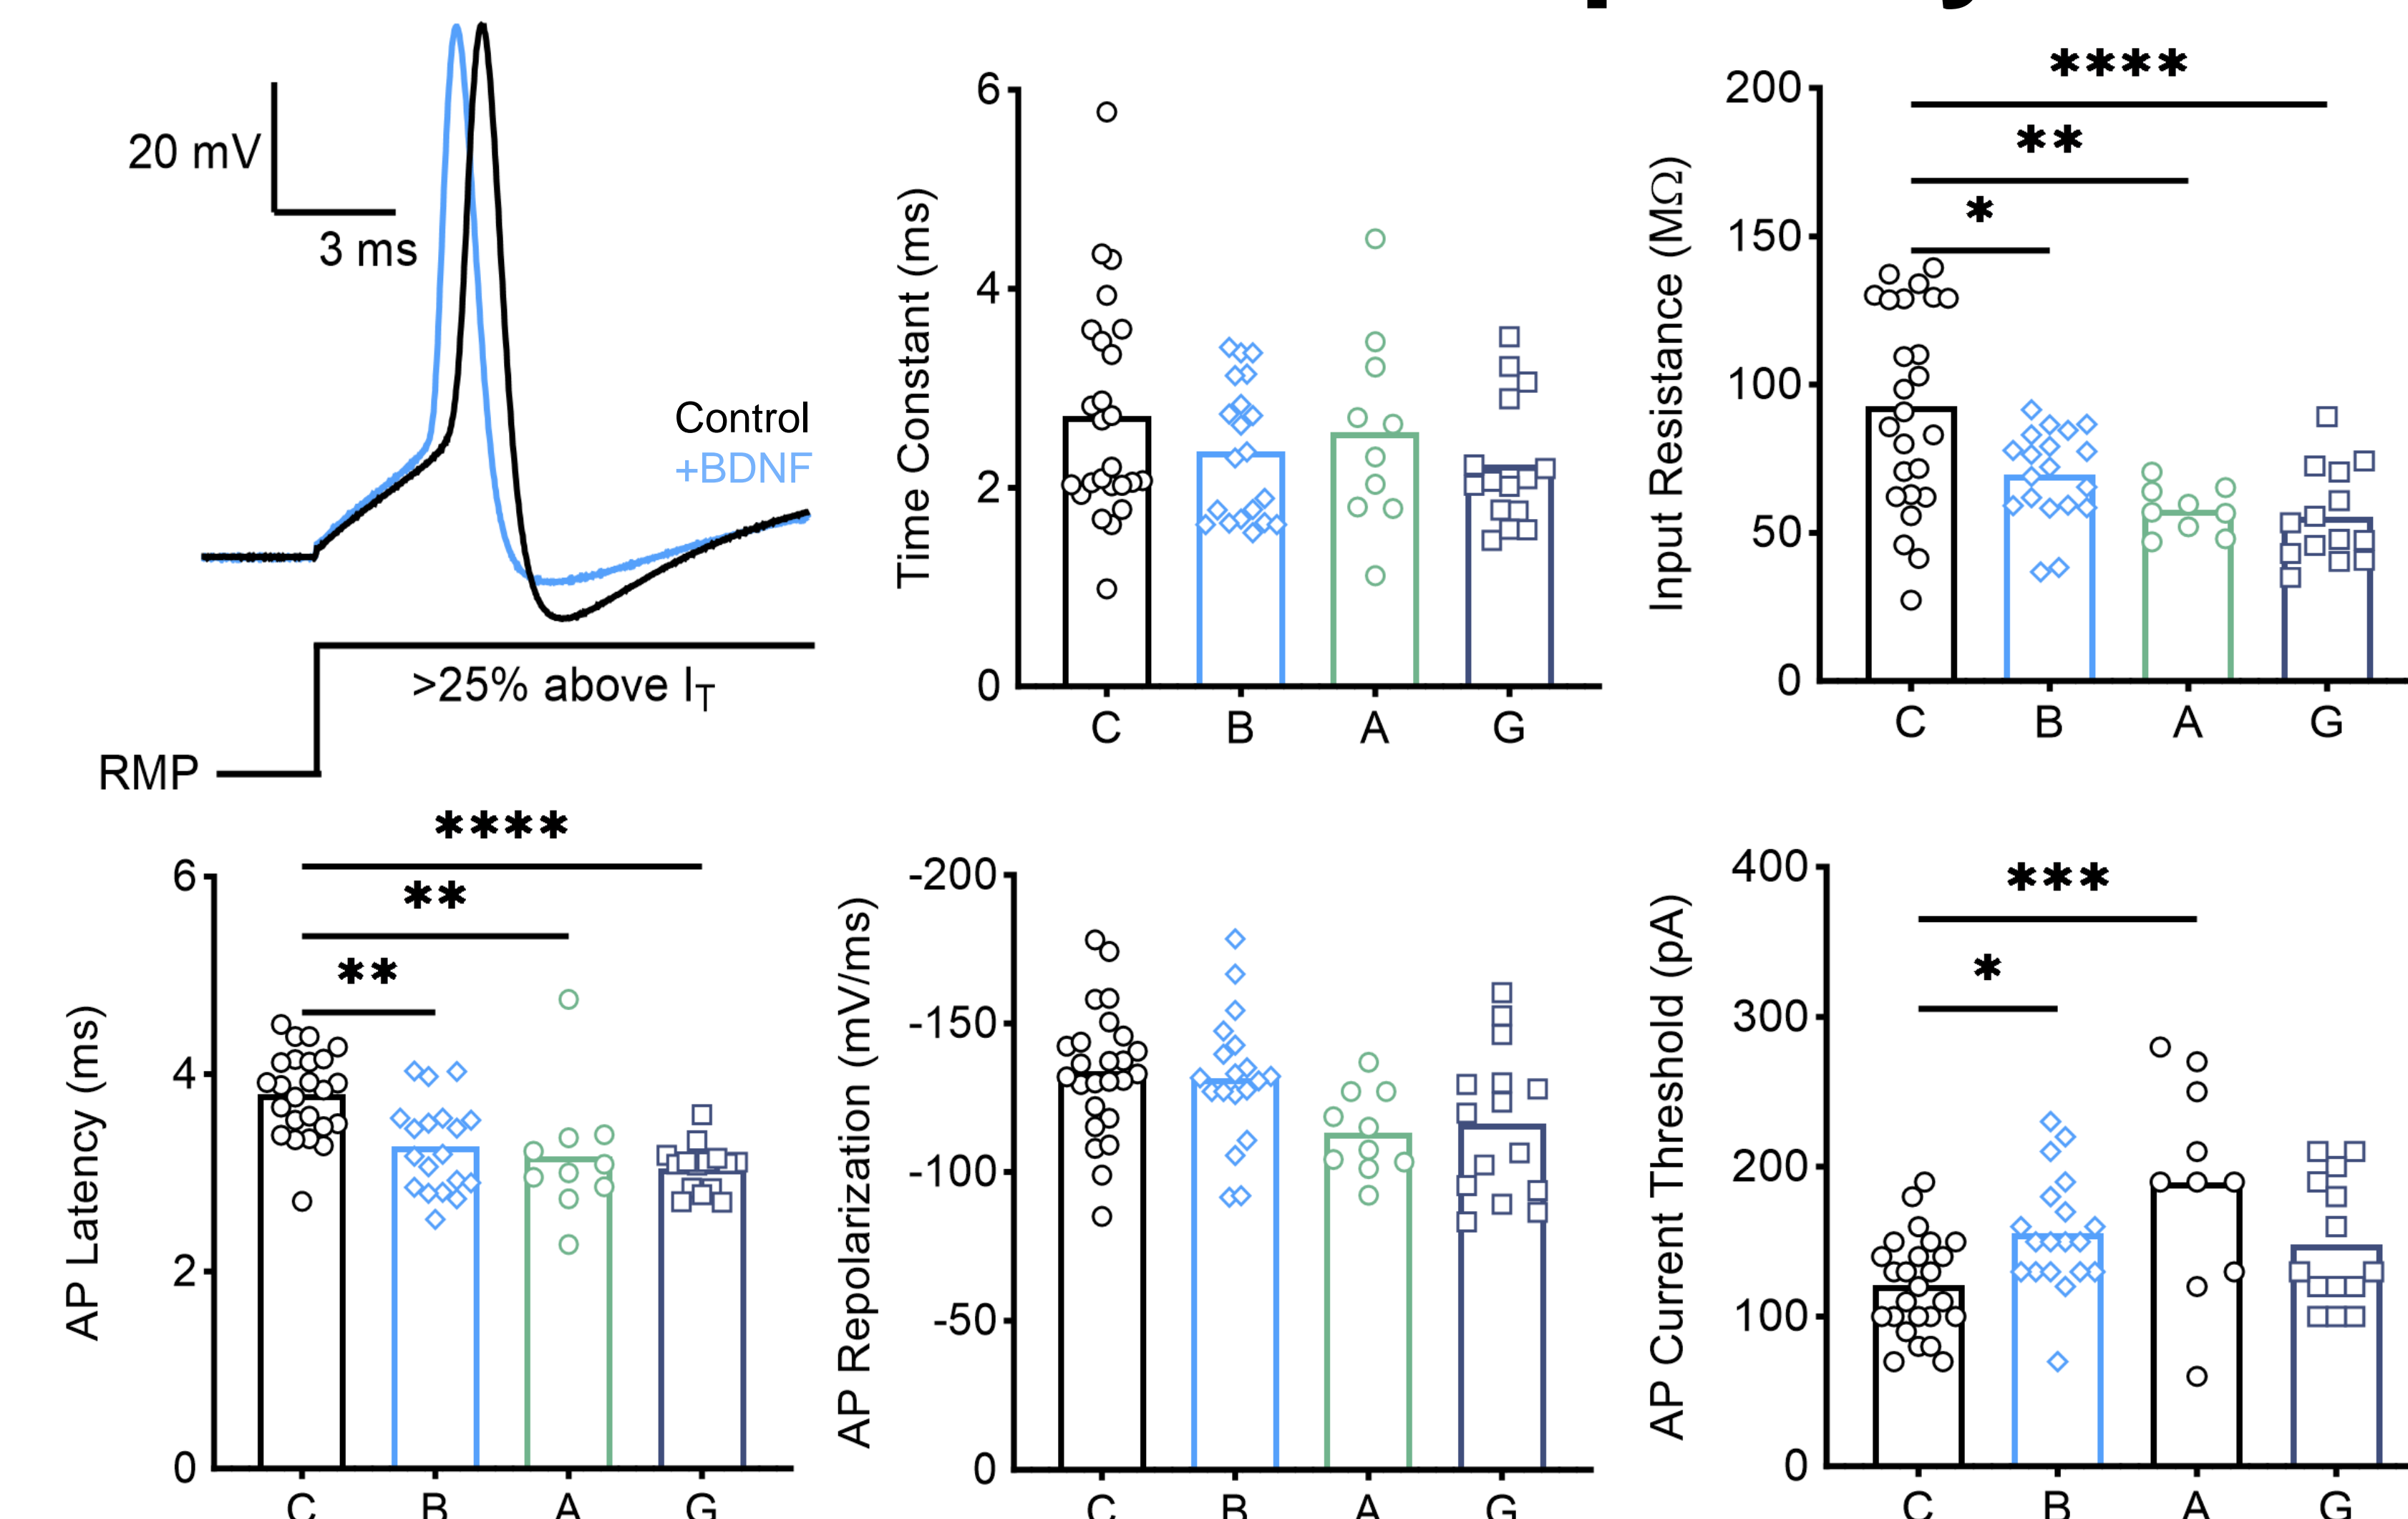 20 mV
3 ms
Control
+BDNF
>25% above I_T
RMP
Time Constant (ms)
6
4
2
0
C B A G
****
**
*
Input Resistance (MΩ)
200
150
100
50
0
C B A G
****
**
**
AP Latency (ms)
6
4
2
0
C B A G
AP Repolarization (mV/ms)
-200
-150
-100
-50
0
C B A G
***
*
AP Current Threshold (pA)
400
300
200
100
0
C B A G